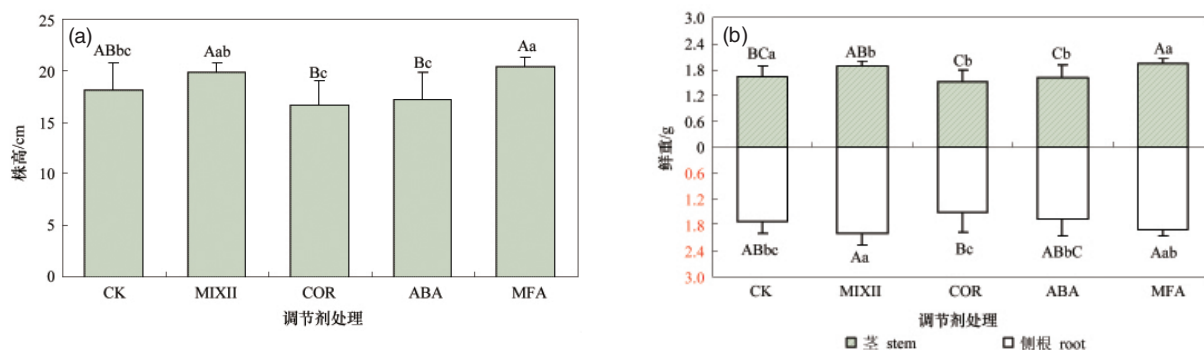 (a)
25
20
15
10
5
0
株高/cm
ABbc
Aab
Bc
Bc
Aa
CK MIXII COR ABA MFA
调节剂处理
(b)
3.0
2.4
1.8
1.2
0.6
0
0.6
1.2
1.8
2.4
3.0
鲜重/g
BCa
ABb
Cb
Cb
Aa
ABbc
Aa
Bc
ABbC
Aab
CK MIXII COR ABA MFA
调节剂处理
茎 stem 侧根 root